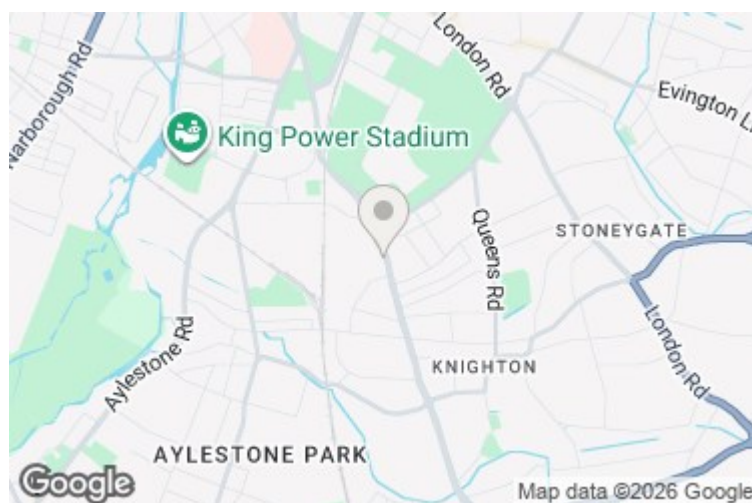 Narborough Rd
London Rd
Evington L
King Power Stadium
Queens Rd
STONEYGATE
Aylestone Rd
London Rd
KNIGHTON
AYLESTONE PARK
Google
Map data ©2026 Google